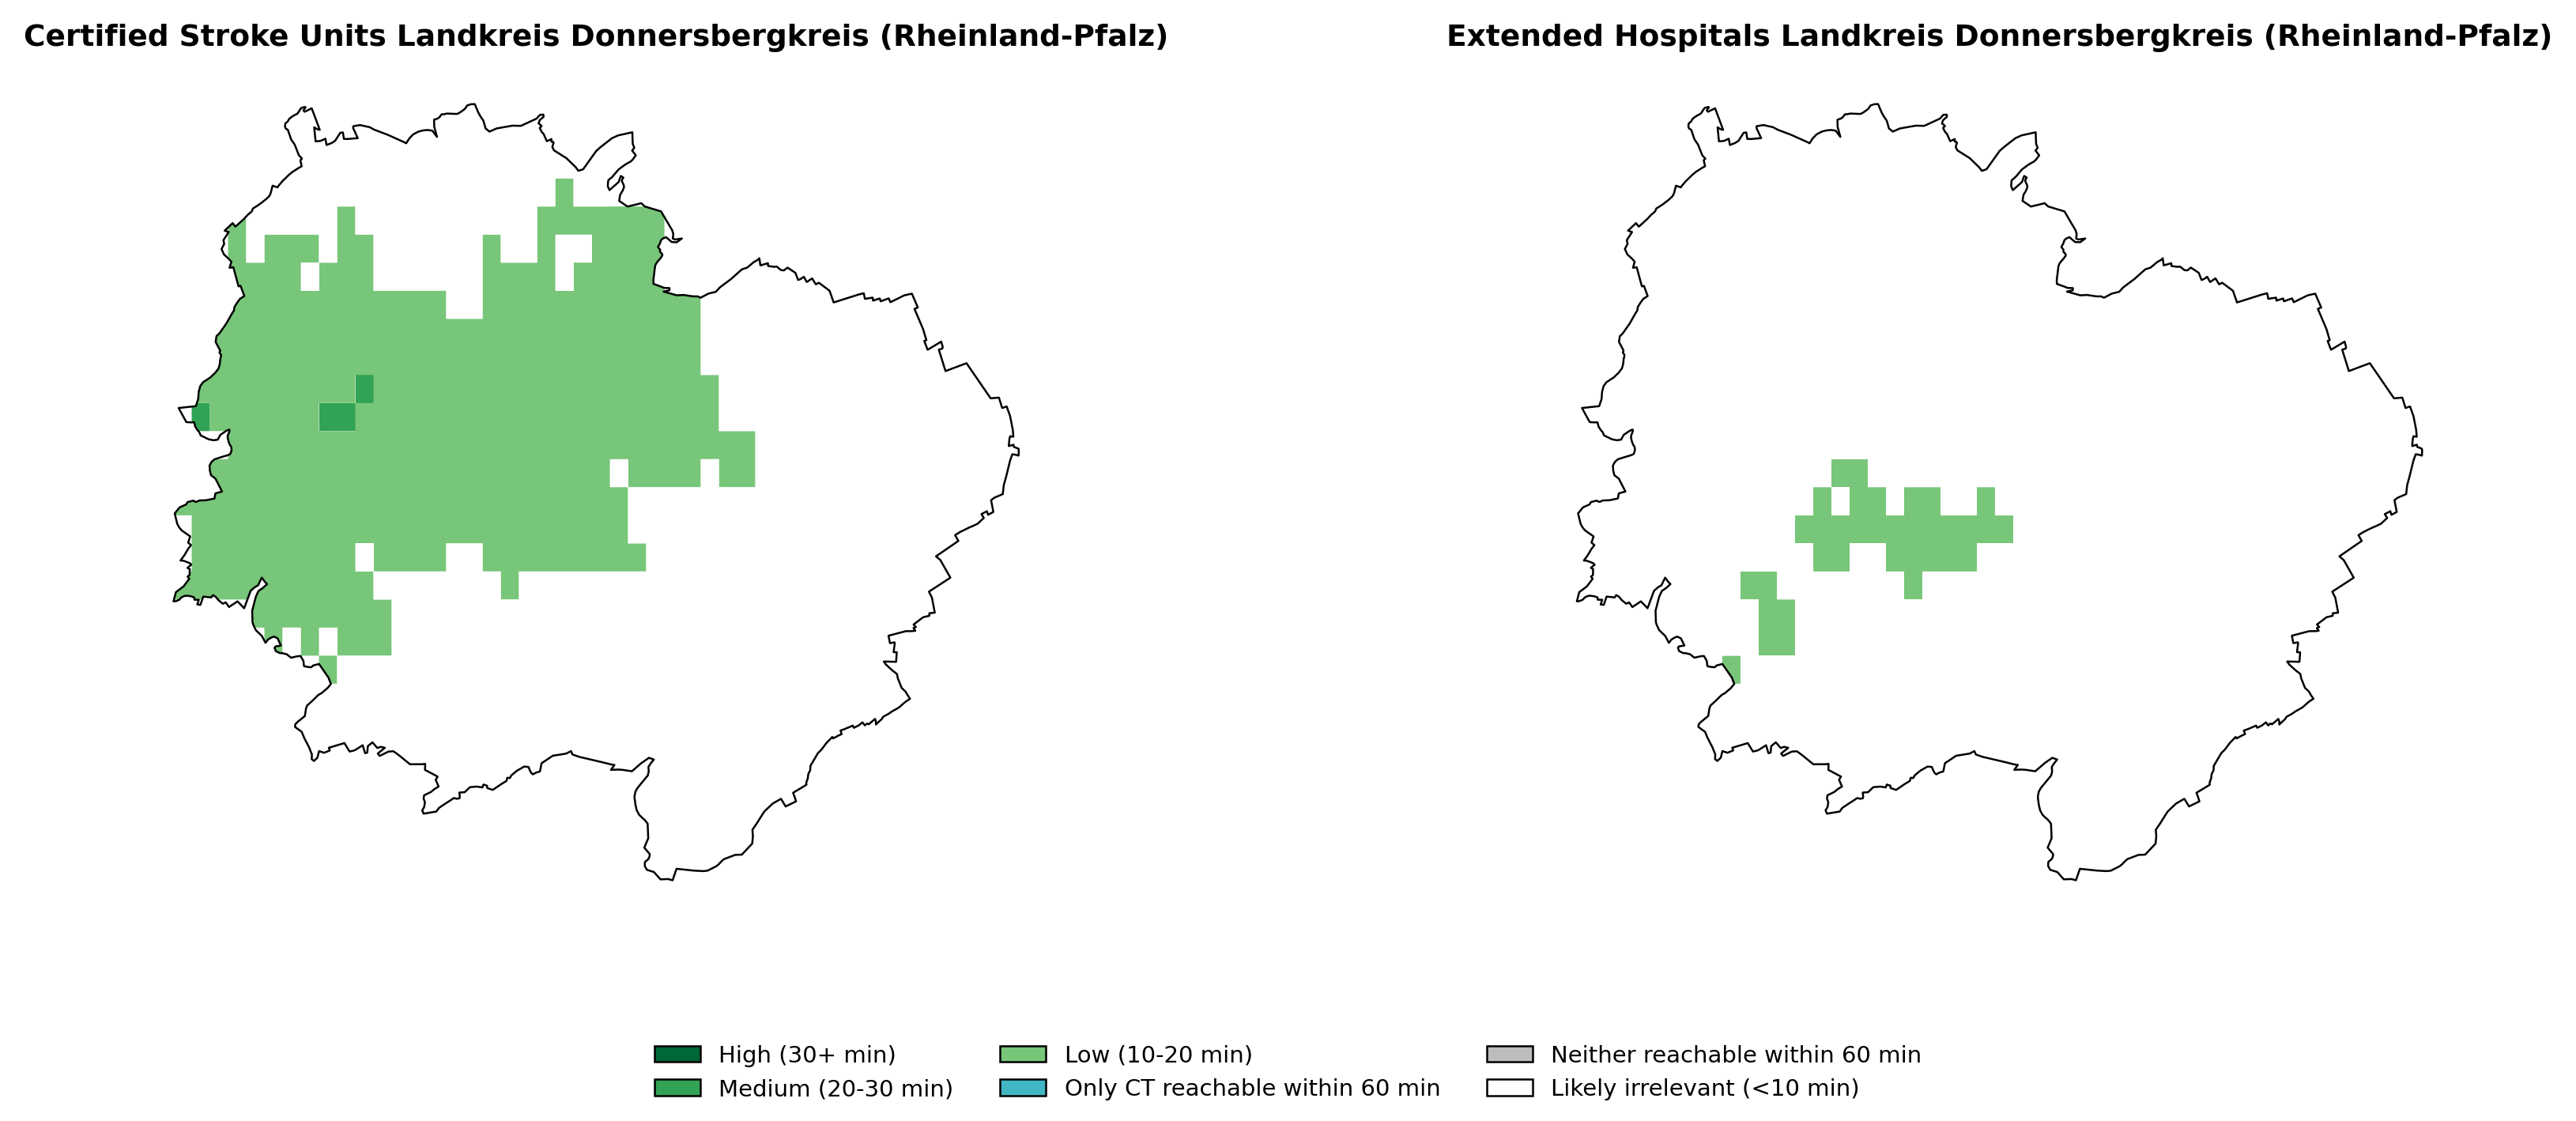 Certified Stroke Units Landkreis Donnersbergkreis (Rheinland-Pfalz)
Extended Hospitals Landkreis Donnersbergkreis (Rheinland-Pfalz)
High (30+ min)
Medium (20-30 min)
Low (10-20 min)
Only CT reachable within 60 min
Neither reachable within 60 min
Likely irrelevant (<10 min)